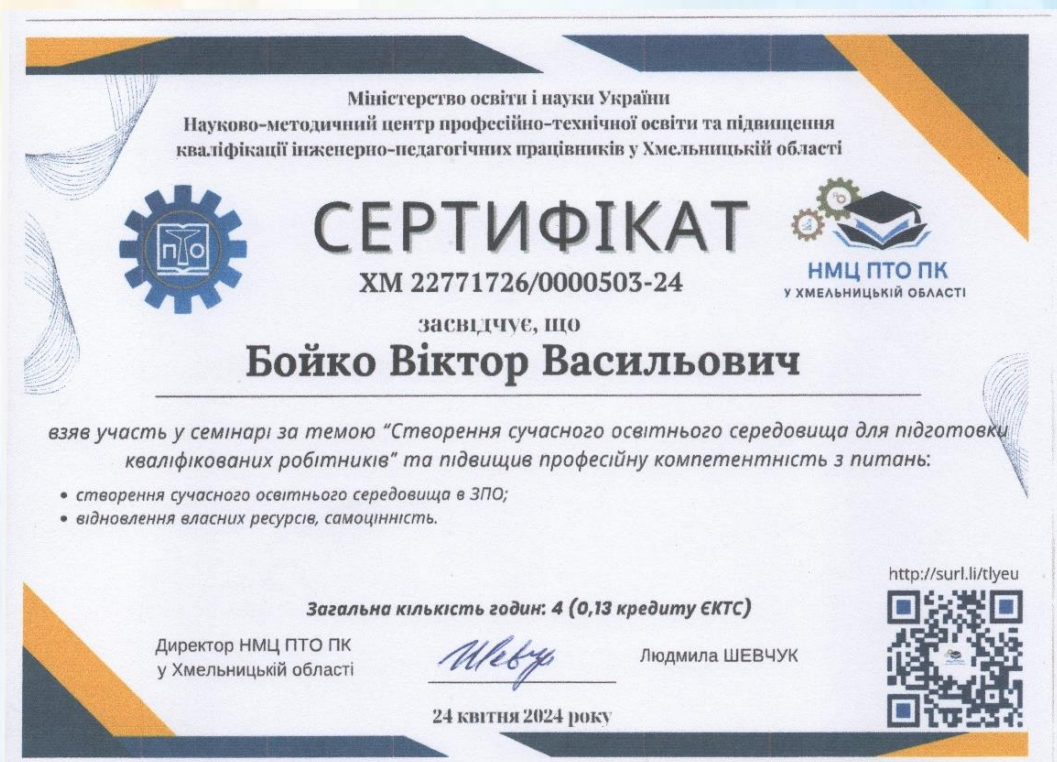 Міністерство освіти і науки України
Науково-методичний центр професійно-технічної освіти та підвищення
кваліфікації інженерно-педагогічних працівників у Хмельницькій області
ПТО
СЕРТИФІКАТ
НМЦ ПТО ПК
У ХМЕЛЬНИЦЬКІЙ ОБЛАСТІ
ХМ 22771726/0000503-24
засвідчує, що
Бойко Віктор Васильович
взяв участь у семінарі за темою “Створення сучасного освітнього середовища для підготовки
кваліфікованих робітників” та підвищив професійну компетентність з питань:
• створення сучасного освітнього середовища в ЗПО;
• відновлення власних ресурсів, самоцінність.
http://surl.li/tlyeu
Загальна кількість годин: 4 (0,13 кредиту ЄКТС)
Директор НМЦ ПТО ПК
у Хмельницькій області
Людмила ШЕВЧУК
24 квітня 2024 року